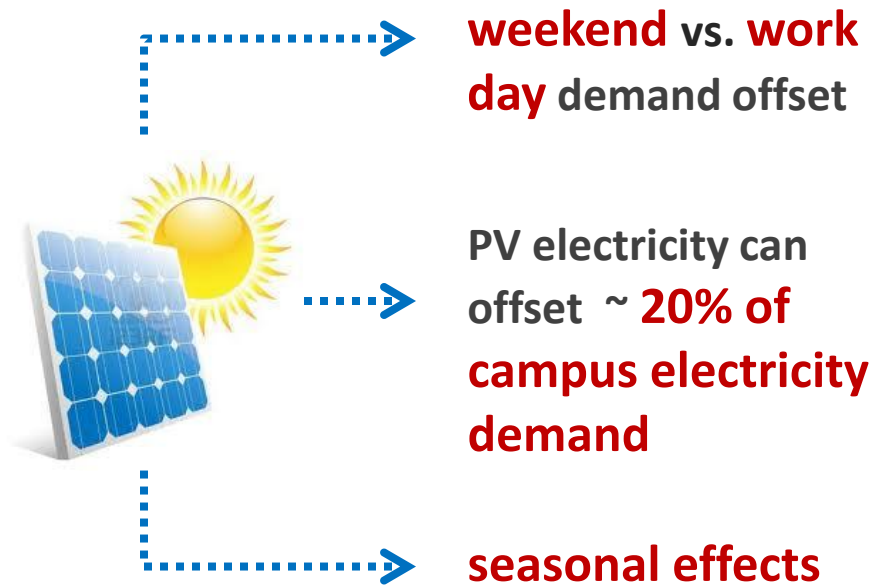 weekend vs. work
day demand offset
PV electricity can
offset ~ 20% of
campus electricity
demand
seasonal effects